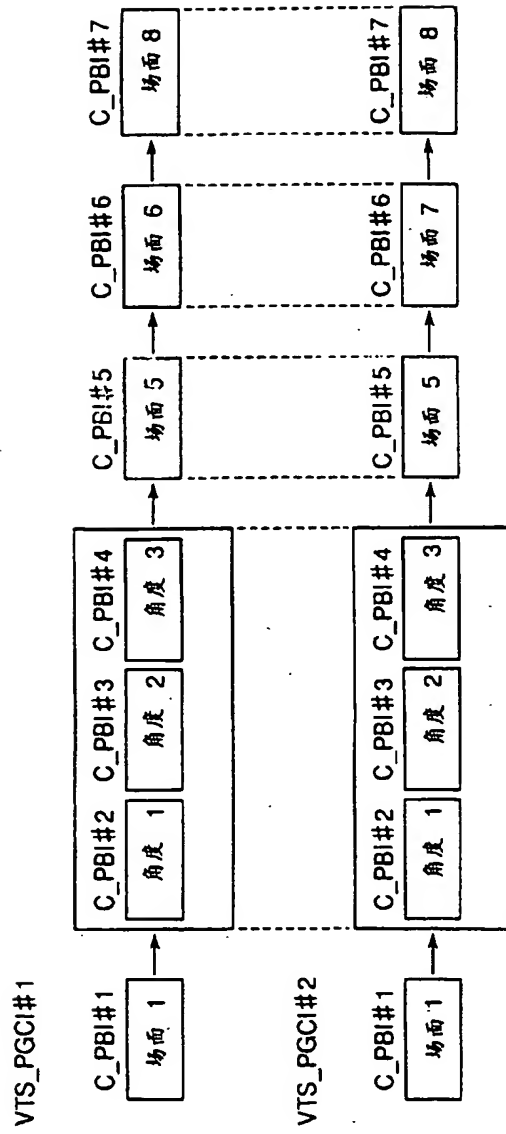 VTS_PGCI#1
C_PBI#1
场面 1
C_PBI#2
角度 1
C_PBI#3
角度 2
C_PBI#4
角度 3
C_PBI#5
场面 5
C_PBI#6
场面 6
C_PBI#7
场面 8
VTS_PGCI#2
C_PBI#1
场面 1
C_PBI#2
角度 1
C_PBI#3
角度 2
C_PBI#4
角度 3
C_PBI#5
场面 5
C_PBI#6
场面 7
C_PBI#7
场面 8